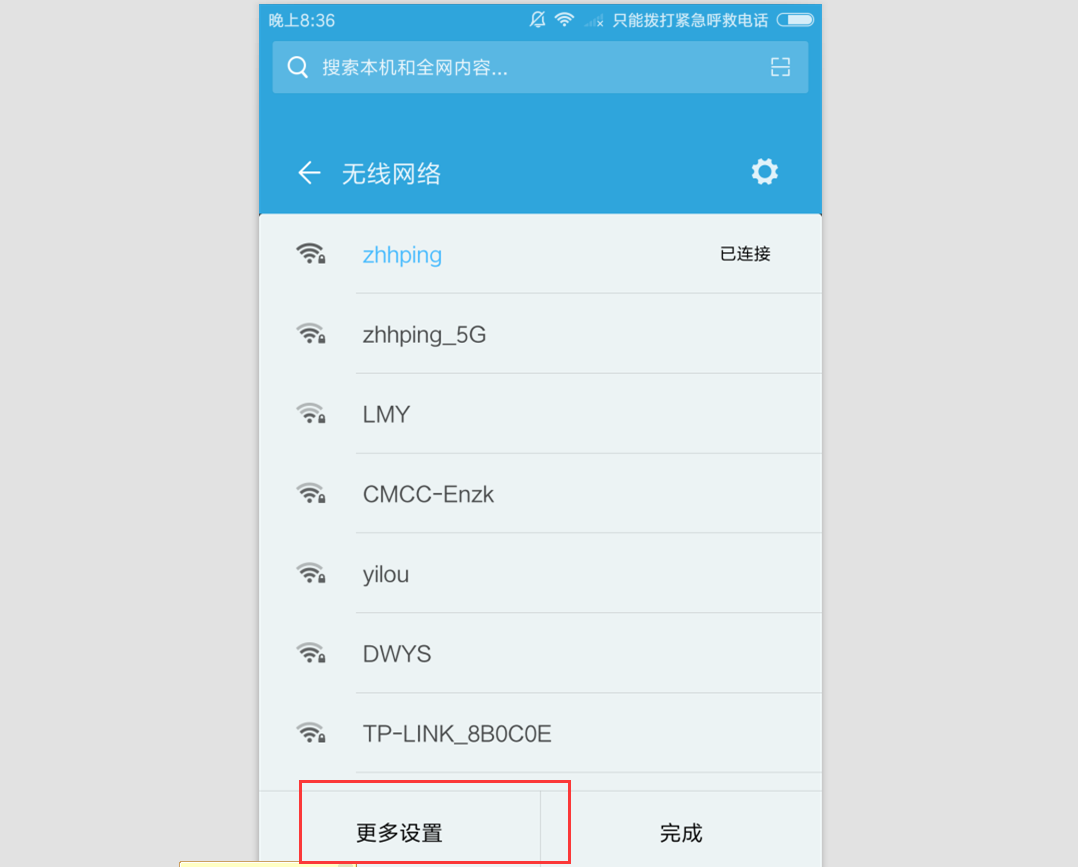 晚上8:36 只能拨打紧急呼救电话
搜索本机和全网内容...
无线网络
zhhping 已连接
zhhping_5G
LMY
CMCC-Enzk
yilou
DWYS
TP-LINK_8B0C0E
更多设置 完成